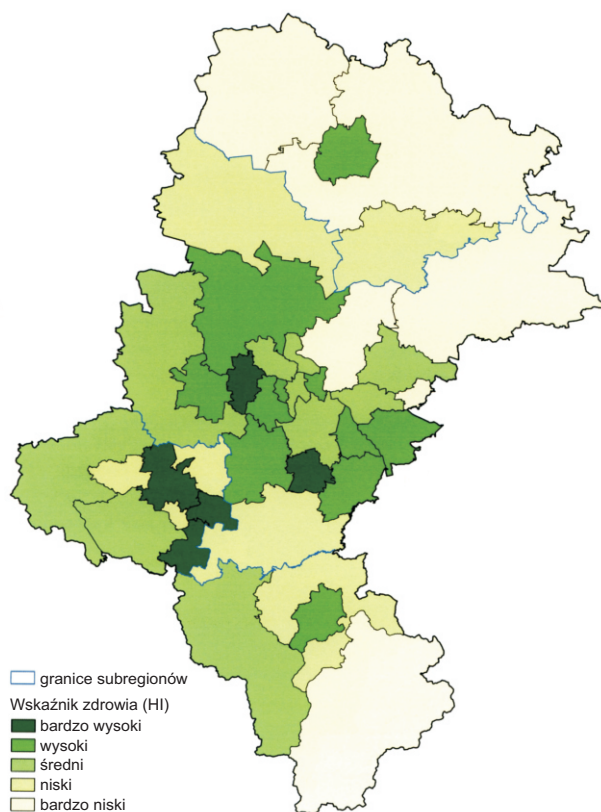 granice subregionów
Wskaźnik zdrowia (HI)
bardzo wysoki
wysoki
średni
niski
bardzo niski